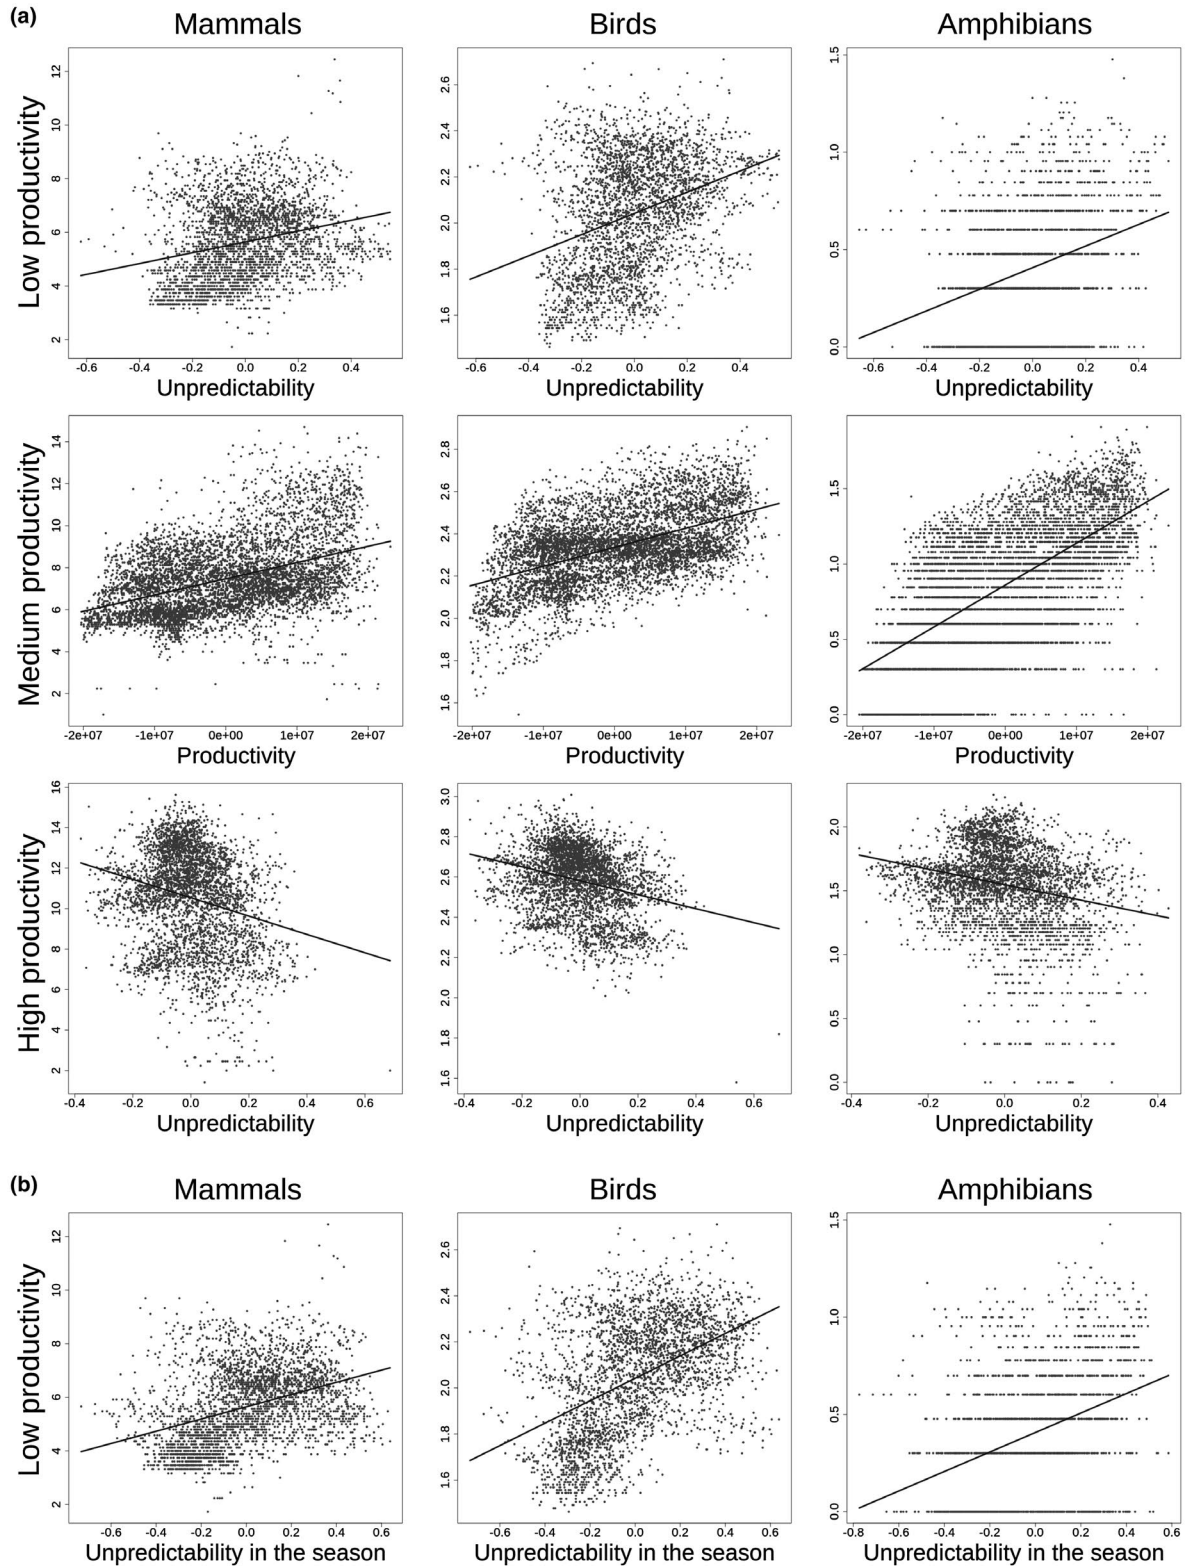 (a)
Mammals Birds Amphibians
Low productivity
12
10
8
6
4
2
-0.6 -0.4 -0.2 0.0 0.2 0.4
Unpredictability
2.6
2.4
2.2
2.0
1.8
1.6
-0.6 -0.4 -0.2 0.0 0.2 0.4
Unpredictability
1.5
1.0
0.5
0.0
-0.6 -0.4 -0.2 0.0 0.2 0.4
Unpredictability
Medium productivity
14
12
10
8
6
4
2
-2e+07 -1e+07 0e+00 1e+07 2e+07
Productivity
2.8
2.6
2.4
2.2
2.0
1.8
1.6
-2e+07 -1e+07 0e+00 1e+07 2e+07
Productivity
1.5
1.0
0.5
0.0
-2e+07 -1e+07 0e+00 1e+07 2e+07
Productivity
High productivity
16
14
12
10
8
6
4
2
-0.4 -0.2 0.0 0.2 0.4 0.6
Unpredictability
3.0
2.8
2.6
2.4
2.2
2.0
1.8
1.6
-0.4 -0.2 0.0 0.2 0.4 0.6
Unpredictability
2.0
1.5
1.0
0.5
0.0
-0.4 -0.2 0.0 0.2 0.4
Unpredictability
(b)
Mammals Birds Amphibians
Low productivity
12
10
8
6
4
2
-0.6 -0.4 -0.2 0.0 0.2 0.4 0.6
Unpredictability in the season
2.6
2.4
2.2
2.0
1.8
1.6
-0.6 -0.4 -0.2 0.0 0.2 0.4 0.6
Unpredictability in the season
1.5
1.0
0.5
0.0
-0.8 -0.6 -0.4 -0.2 0.0 0.2 0.4 0.6
Unpredictability in the season